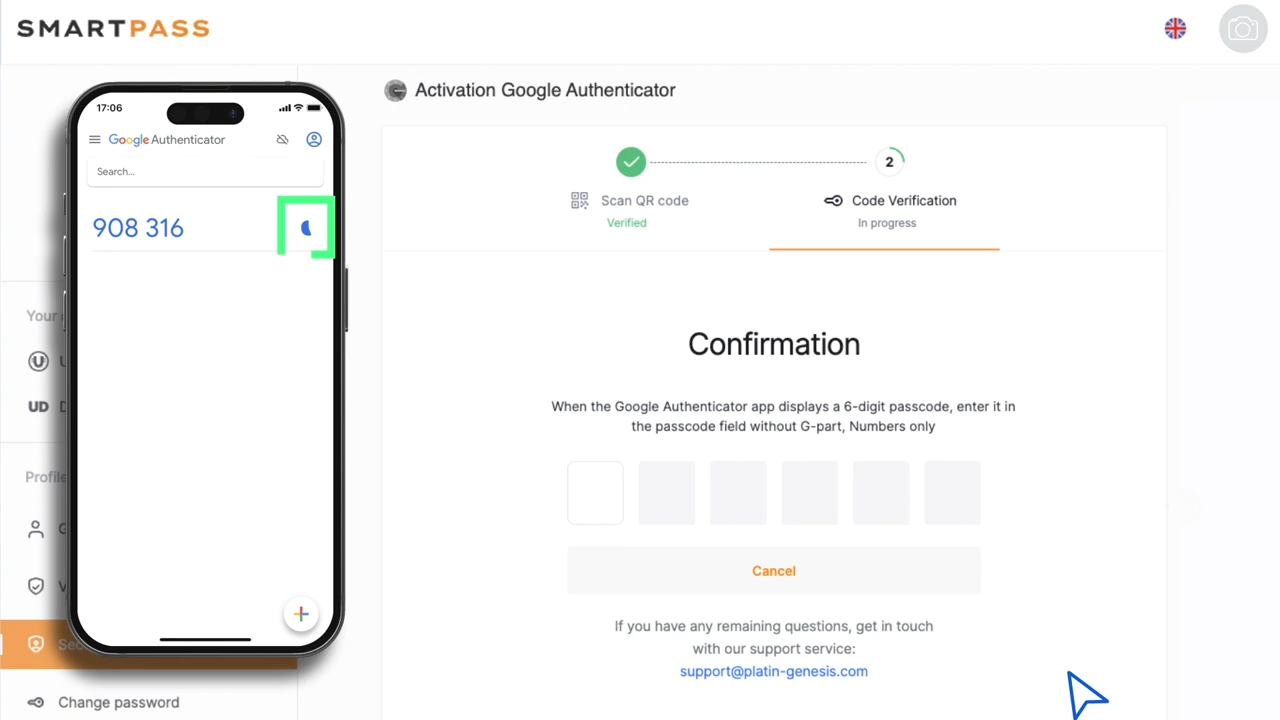 SMARTPASS
17:06
Google Authenticator
Search...
908 316
Your
UD
Profile
Change password
Activation Google Authenticator
2
Scan QR code
Verified
Code Verification
In progress
Confirmation
When the Google Authenticator app displays a 6-digit passcode, enter it in
the passcode field without G-part, Numbers only
Cancel
If you have any remaining questions, get in touch
with our support service:
support@platin-genesis.com